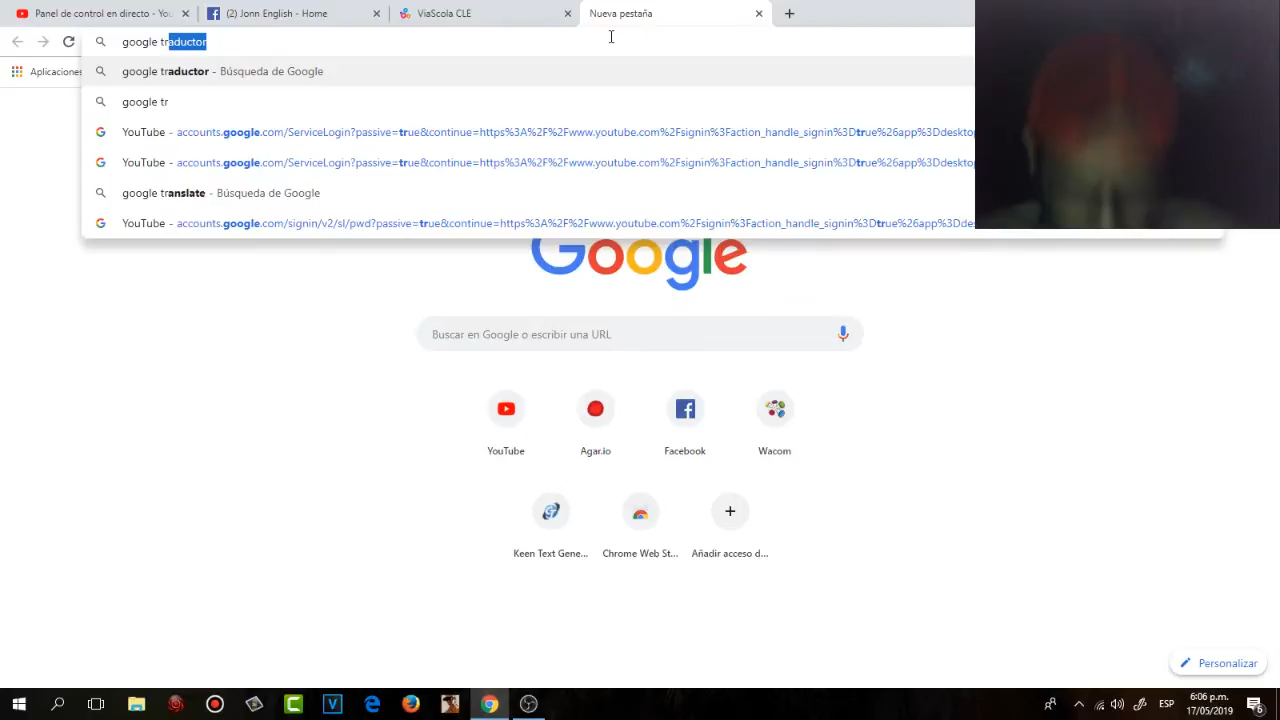 Panel de control en directo - You
(2) Jonn English - Home
ViaScola CLE
Nueva pestaña
google traductor
Aplicaciones
google traductor - Búsqueda de Google
google tr
YouTube - accounts.google.com/ServiceLogin?passive=true&continue=https%3A%2F%2Fwww.youtube.com%2Fsignin%3Faction_handle_signin%3Dtrue%26app%3Ddesktop
YouTube - accounts.google.com/ServiceLogin?passive=true&continue=https%3A%2F%2Fwww.youtube.com%2Fsignin%3Faction_handle_signin%3Dtrue%26app%3Ddesktop
google translate - Búsqueda de Google
YouTube - accounts.google.com/signin/v2/sl/pwd?passive=true&continue=https%3A%2F%2Fwww.youtube.com%2Fsignin%3Faction_handle_signin%3Dtrue%26app%3Ddes
Google
Buscar en Google o escribir una URL
YouTube
Agar.io
Facebook
Wacom
Keen Text Gene...
Chrome Web St...
Añadir acceso d...
Personalizar
ESP
6:06 p.m.
17/05/2019
6